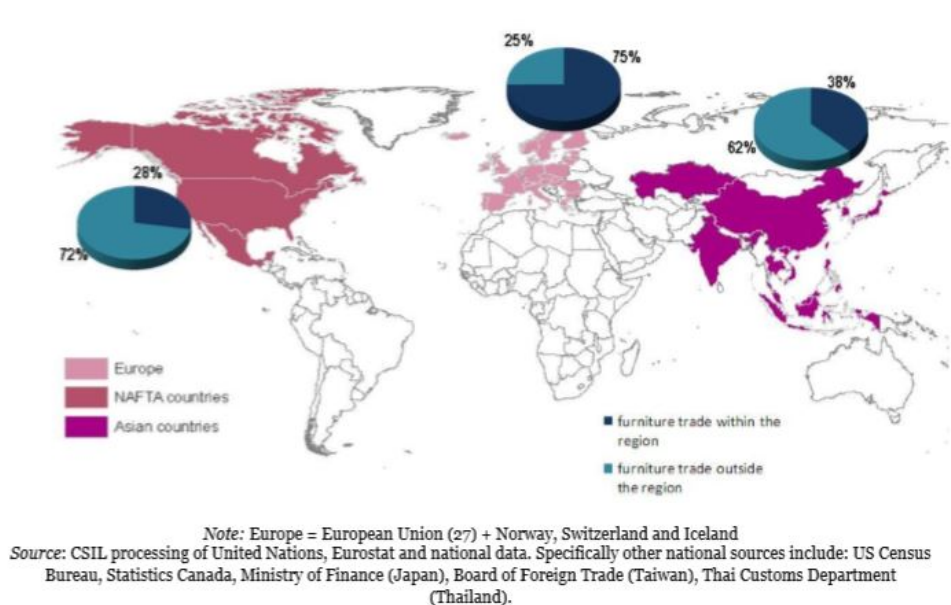 25%
75%
38%
62%
28%
72%
Europe
NAFTA countries
Asian countries
furniture trade within the
region
furniture trade outside
the region
Note: Europe = European Union (27) + Norway, Switzerland and Iceland
Source: CSIL processing of United Nations, Eurostat and national data. Specifically other national sources include: US Census
Bureau, Statistics Canada, Ministry of Finance (Japan), Board of Foreign Trade (Taiwan), Thai Customs Department
(Thailand).